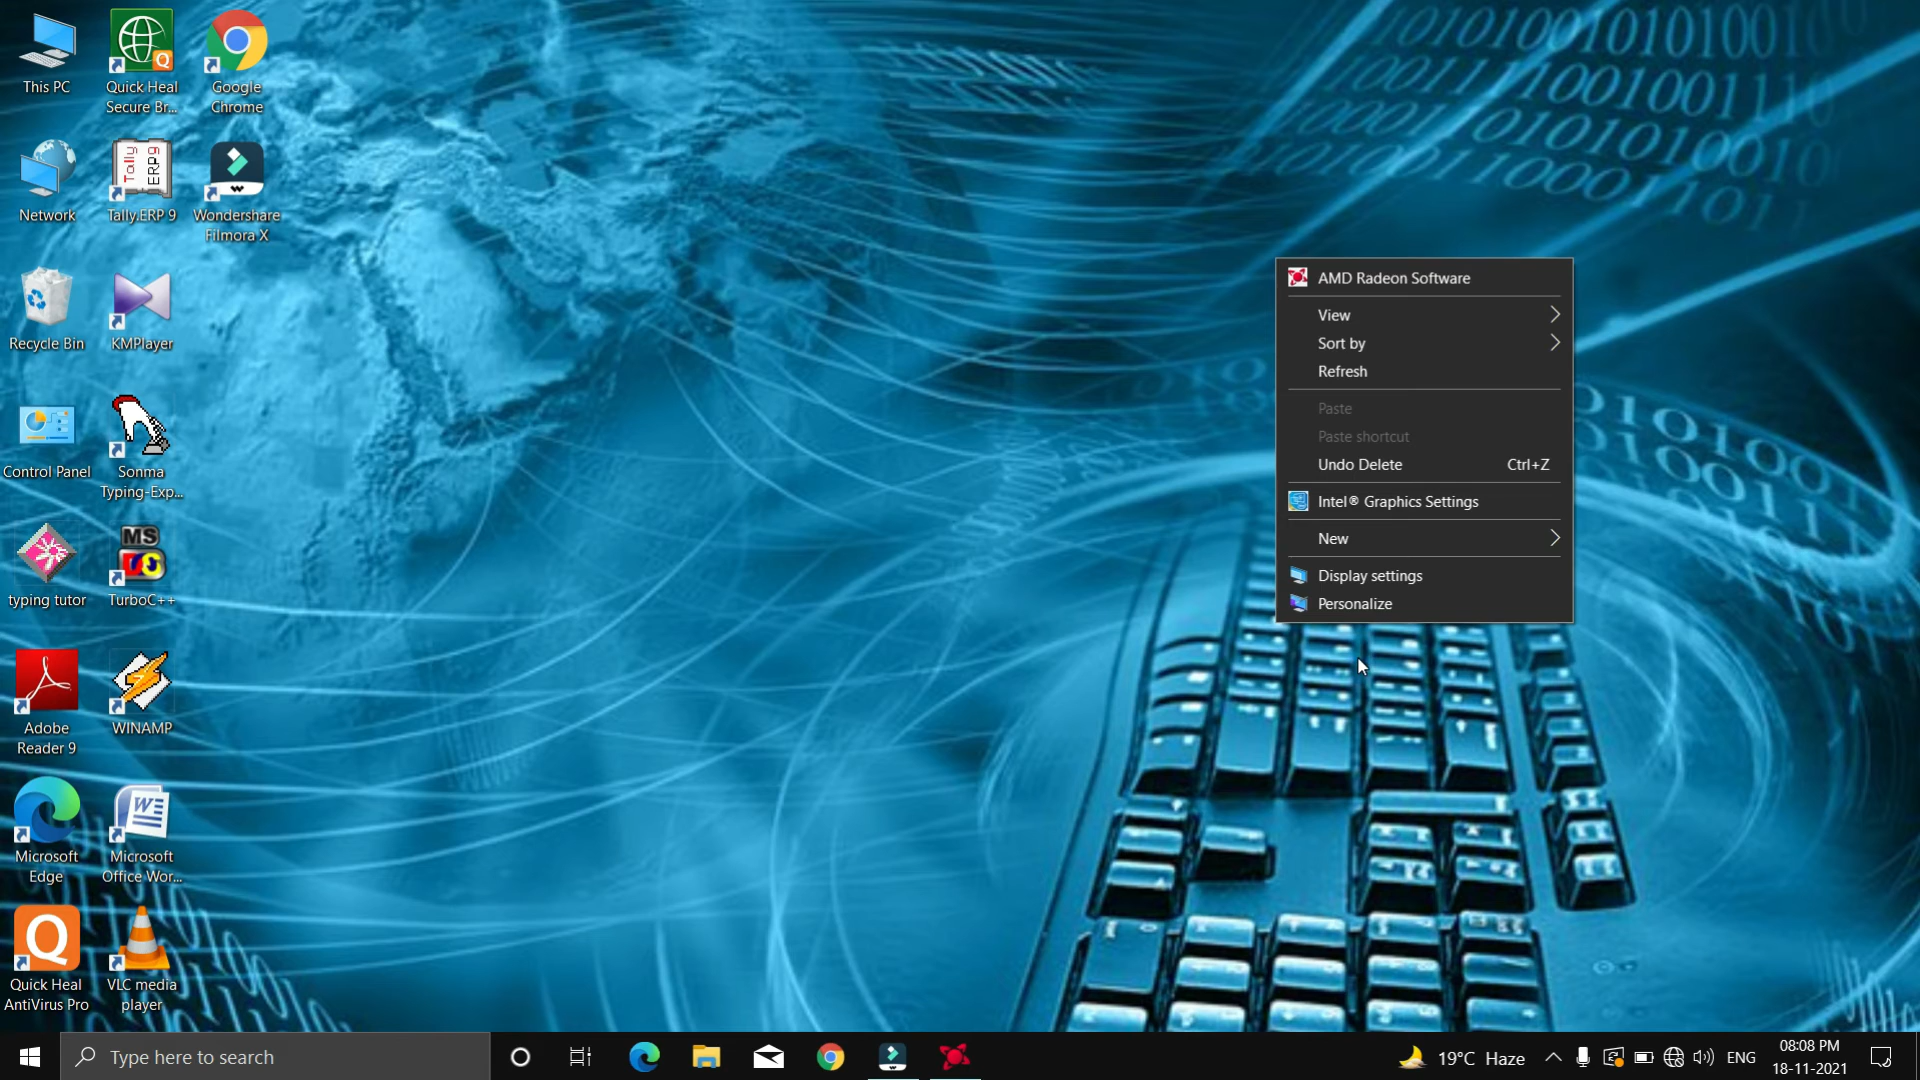 This PC
Quick Heal
Secure Br...
Google
Chrome
Network
Tally
ERP9
Tally.ERP 9
Wondershare
Filmora X
Recycle Bin
KMPlayer
Control Panel
Sonma
Typing-Exp...
typing tutor
MS
TurboC++
Adobe
Reader 9
WINAMP
Microsoft
Edge
W
Microsoft
Office Wor...
Q
Quick Heal
AntiVirus Pro
VLC media
player
AMD Radeon Software
View
Sort by
Refresh
Paste
Paste shortcut
Undo Delete Ctrl+Z
Intel® Graphics Settings
New
Display settings
Personalize
Type here to search
19°C Haze
ENG
08:08 PM
18-11-2021